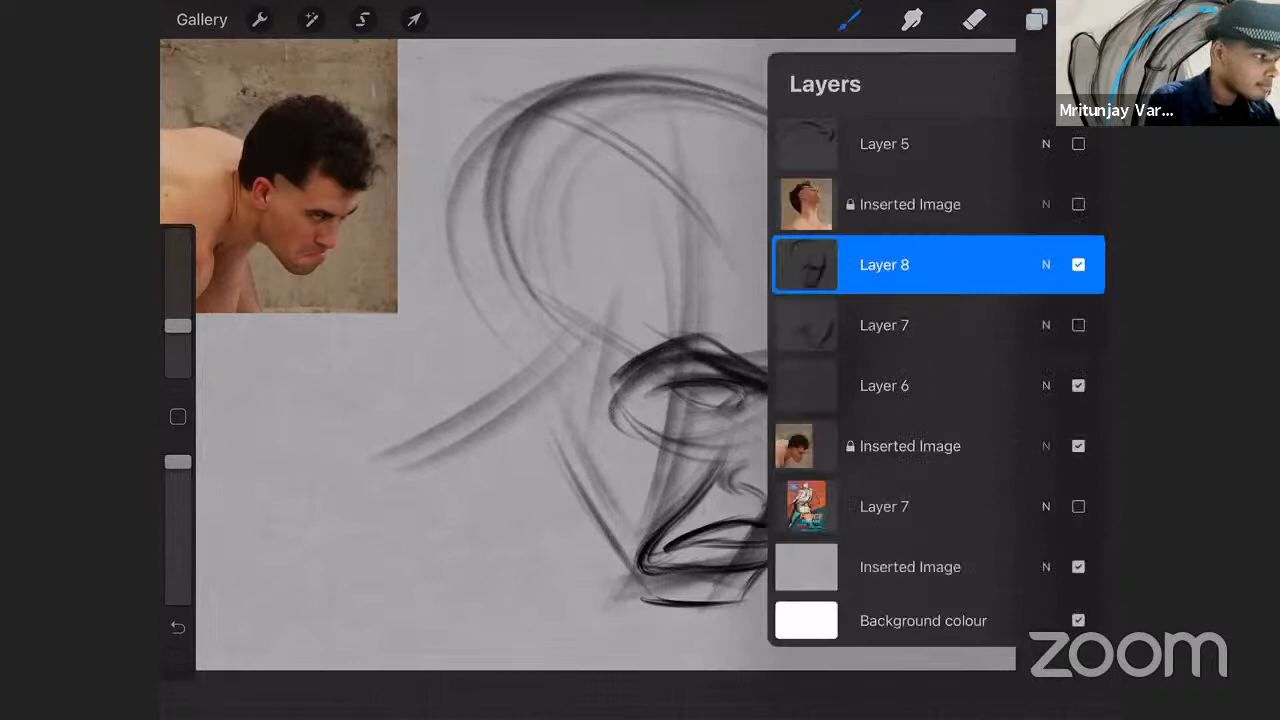 Gallery
Layers
Mritunjay Var...
Layer 5 N
Inserted Image N
Layer 8 N
Layer 7 N
Layer 6 N
Inserted Image N
Layer 7 N
Inserted Image N
Background colour
zoom